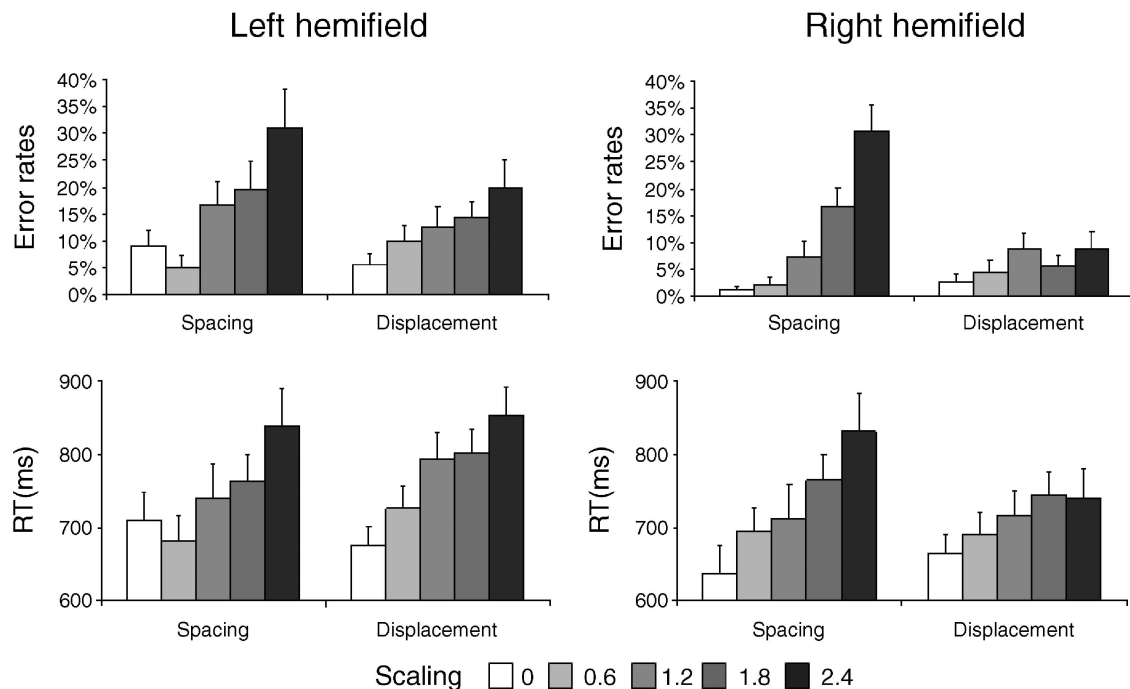 Left hemifield
Right hemifield
Error rates
40%
35%
30%
25%
20%
15%
10%
5%
0%
Spacing
Displacement
Error rates
40%
35%
30%
25%
20%
15%
10%
5%
0%
Spacing
Displacement
RT(ms)
900
800
700
600
Spacing
Displacement
RT(ms)
900
800
700
600
Spacing
Displacement
Scaling 0 0.6 1.2 1.8 2.4